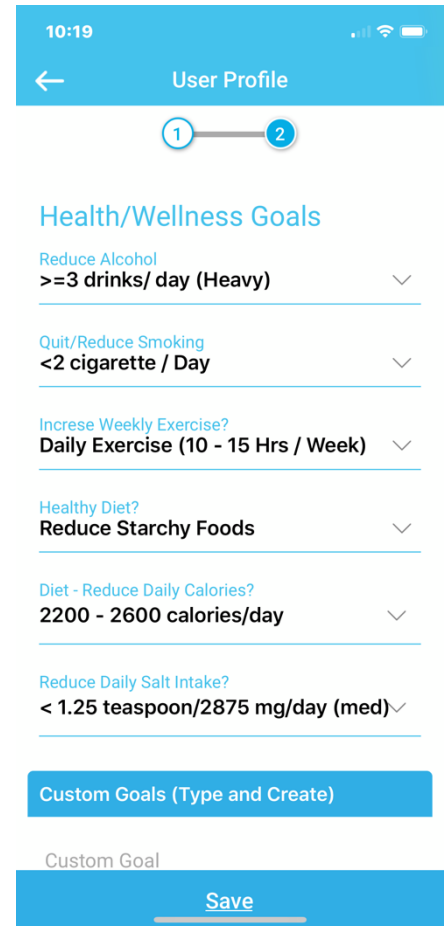 10:19
User Profile
1 2
Health/Wellness Goals
Reduce Alcohol
>=3 drinks/ day (Heavy)
Quit/Reduce Smoking
<2 cigarette / Day
Increse Weekly Exercise?
Daily Exercise (10 - 15 Hrs / Week)
Healthy Diet?
Reduce Starchy Foods
Diet - Reduce Daily Calories?
2200 - 2600 calories/day
Reduce Daily Salt Intake?
< 1.25 teaspoon/2875 mg/day (med)
Custom Goals (Type and Create)
Custom Goal
Save